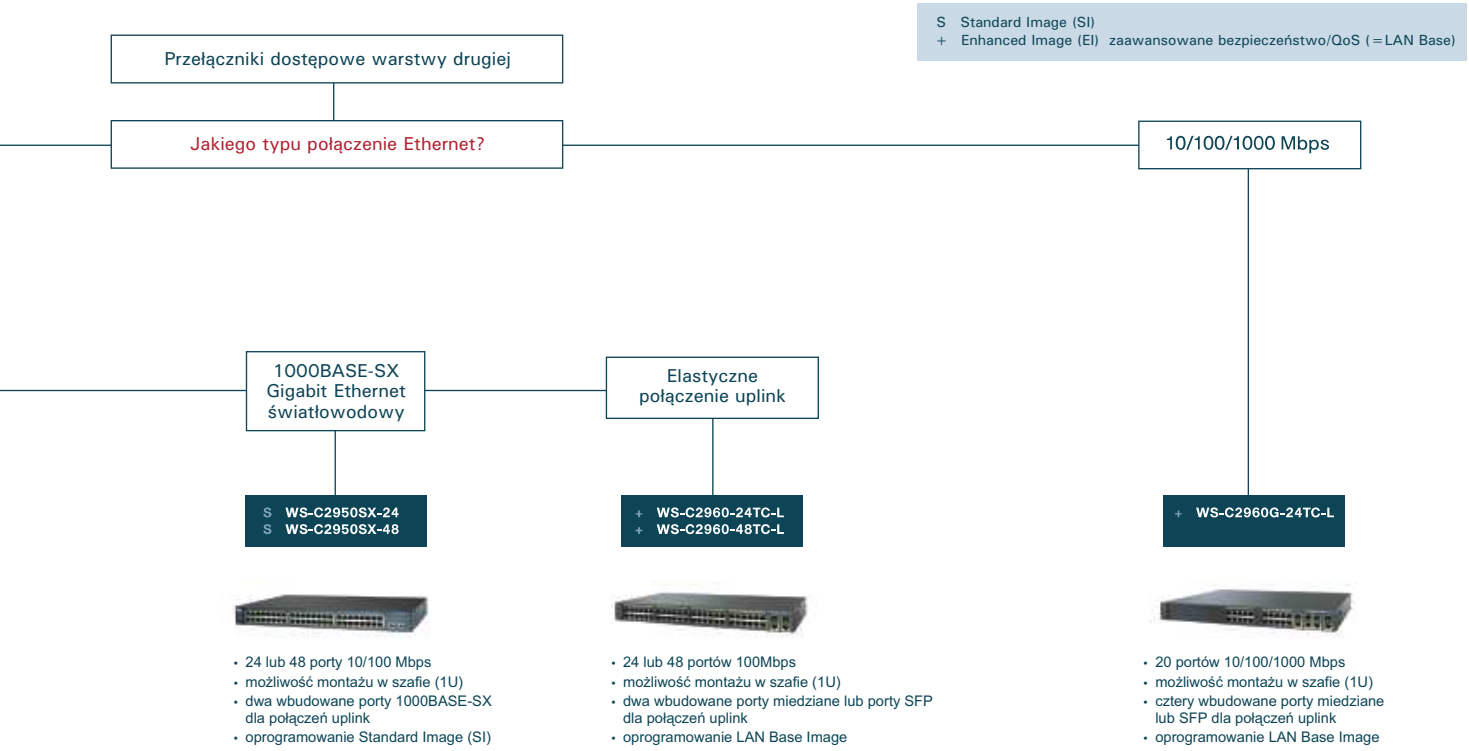 S Standard Image (SI)
+ Enhanced Image (EI) zaawansowane bezpieczeństwo/QoS (=LAN Base)
Przełączniki dostępowe warstwy drugiej
Jakiego typu połączenie Ethernet?
10/100/1000 Mbps
1000BASE-SX
Gigabit Ethernet
światłowodowy
Elastyczne
połączenie uplink
S WS-C2950SX-24
S WS-C2950SX-48
+ WS-C2960-24TC-L
+ WS-C2960-48TC-L
+ WS-C2960G-24TC-L
• 24 lub 48 porty 10/100 Mbps
• możliwość montażu w szafie (1U)
• dwa wbudowane porty 1000BASE-SX
dla połączeń uplink
• oprogramowanie Standard Image (SI)
• 24 lub 48 portów 100Mbps
• możliwość montażu w szafie (1U)
• dwa wbudowane porty miedziane lub porty SFP
dla połączeń uplink
• oprogramowanie LAN Base Image
• 20 portów 10/100/1000 Mbps
• możliwość montażu w szafie (1U)
• cztery wbudowane porty miedziane
lub SFP dla połączeń uplink
• oprogramowanie LAN Base Image